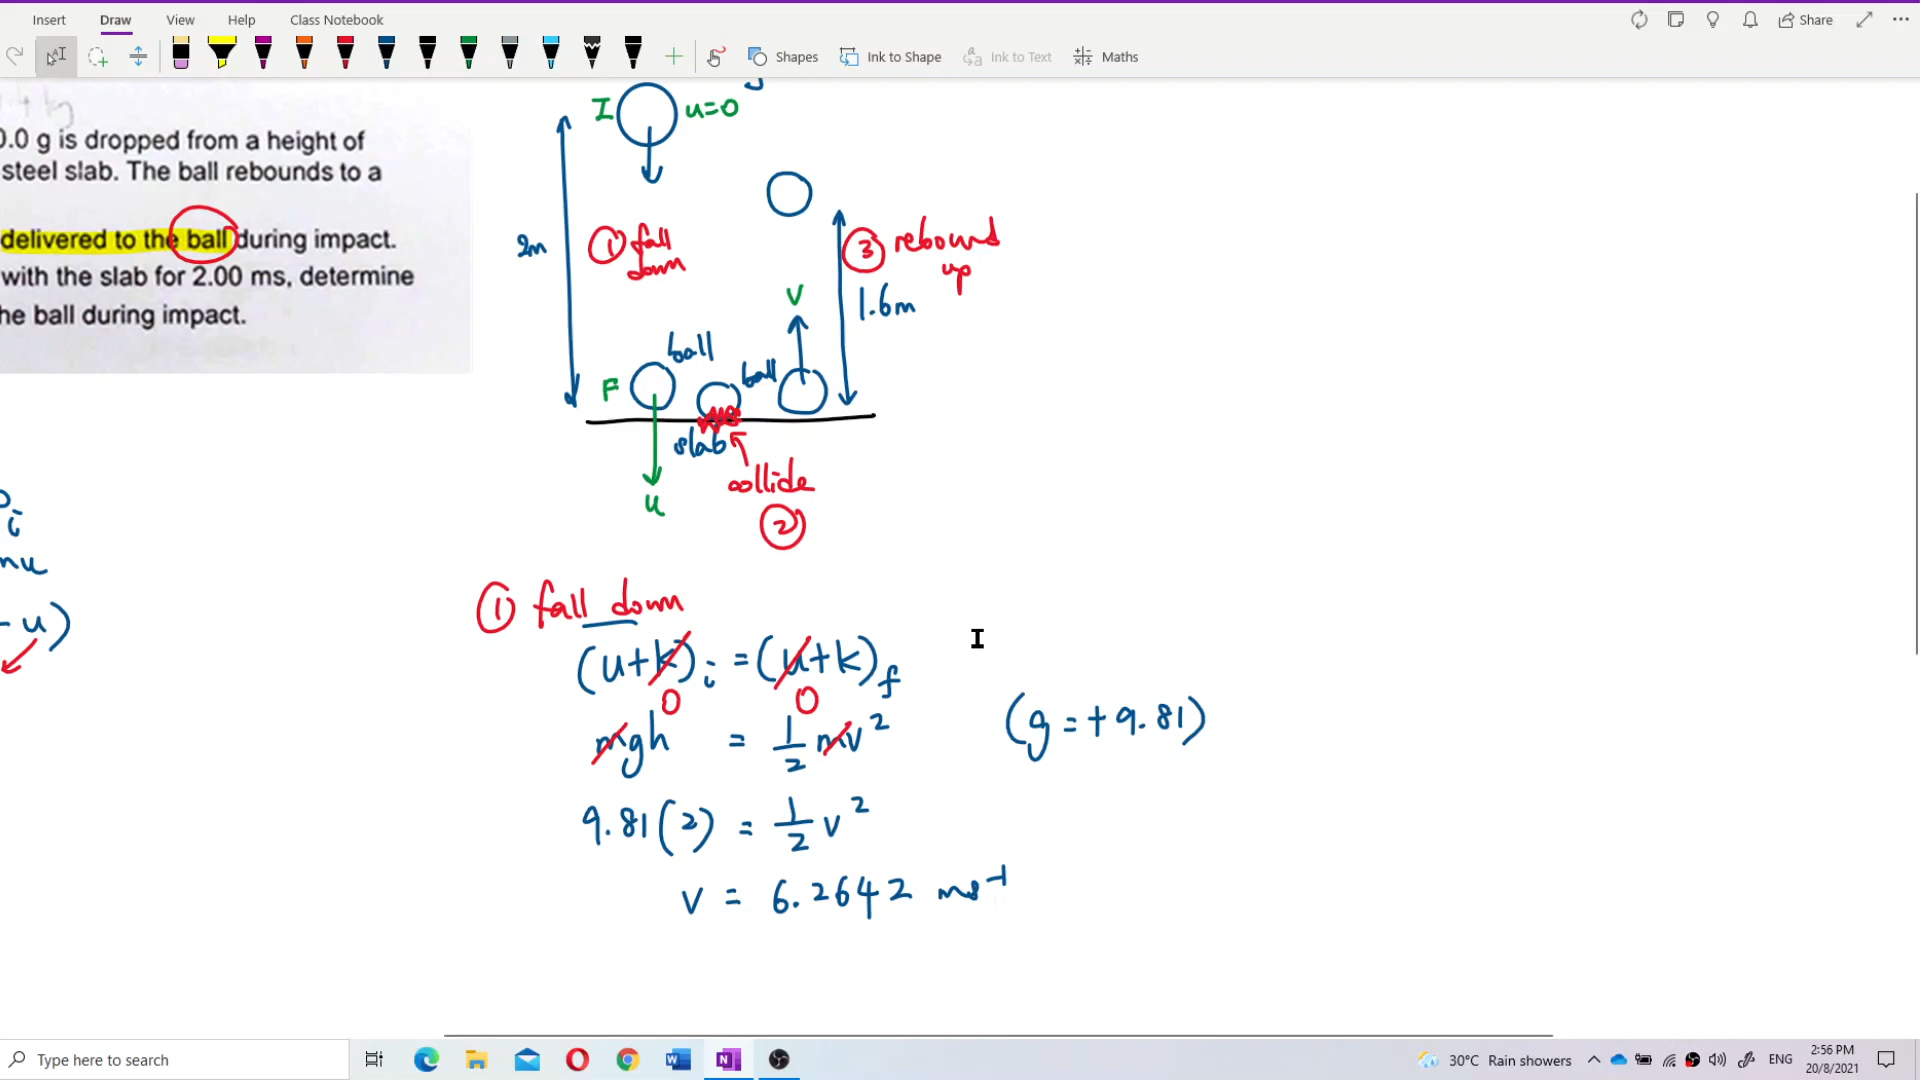 Insert Draw View Help Class Notebook Share
Shapes Ink to Shape Ink to Text Maths
0.0 g is dropped from a height of
steel slab. The ball rebounds to a
delivered to the ball during impact.
with the slab for 2.00 ms, determine
he ball during impact.
I u=0
2m
① fall
down
③ rebound
up
1.6m
v
ball
F
ball
slab
u
collide
②
i
mu
- u)
① fall down
(u+k)i = (u+k)f
0 0
mgh = 1/2 mv²
(g = +9.81)
9.81(2) = 1/2 v²
v = 6.2642 ms⁻¹
Type here to search
30°C Rain showers
ENG
2:56 PM
20/8/2021